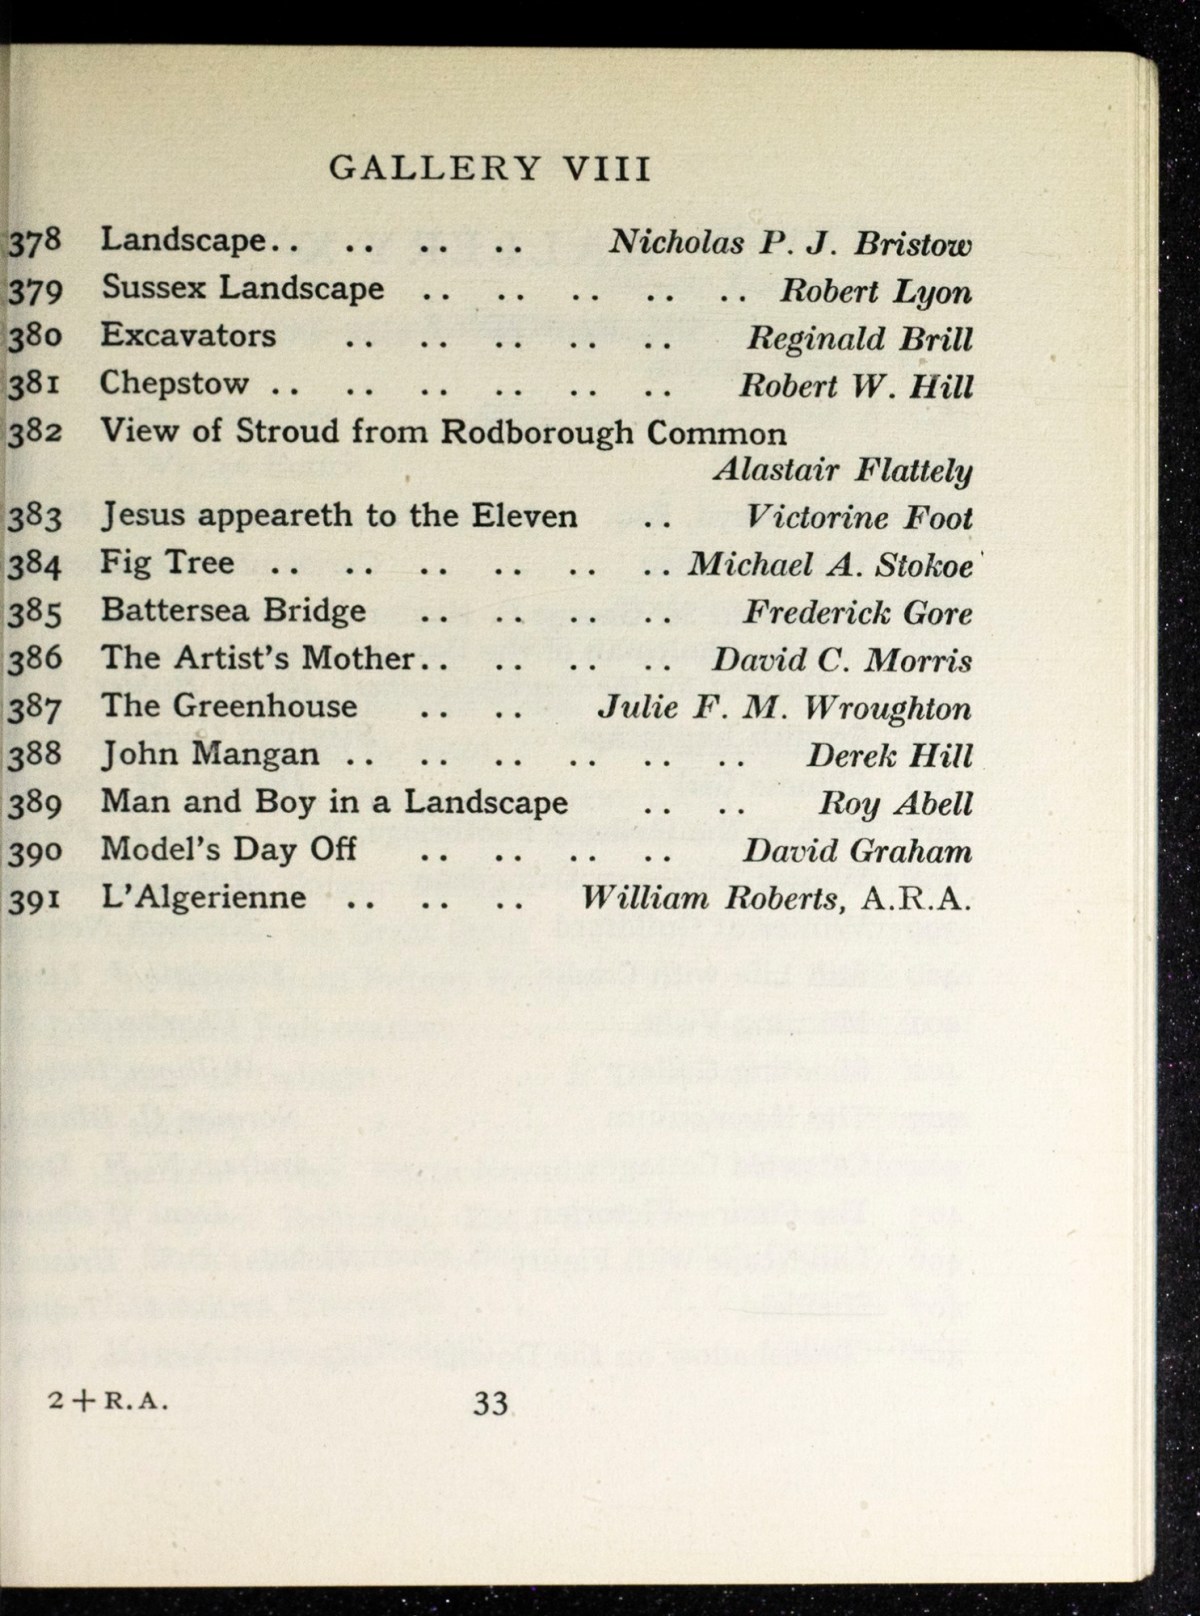 GALLERY VIII
378 Landscape.. .. .. .. Nicholas P. J. Bristow
379 Sussex Landscape .. .. .. .. .. Robert Lyon
380 Excavators .. .. .. .. .. Reginald Brill
381 Chepstow .. .. .. .. .. .. Robert W. Hill
382 View of Stroud from Rodborough Common
Alastair Flattely
383 Jesus appeareth to the Eleven .. Victorine Foot
384 Fig Tree .. .. .. .. .. .. Michael A. Stokoe
385 Battersea Bridge .. .. .. .. Frederick Gore
386 The Artist's Mother.. .. .. .. David C. Morris
387 The Greenhouse .. .. Julie F. M. Wroughton
388 John Mangan .. .. .. .. .. .. Derek Hill
389 Man and Boy in a Landscape .. .. Roy Abell
390 Model's Day Off .. .. .. .. David Graham
391 L'Algerienne .. .. .. William Roberts, A.R.A.
2+R.A. 33